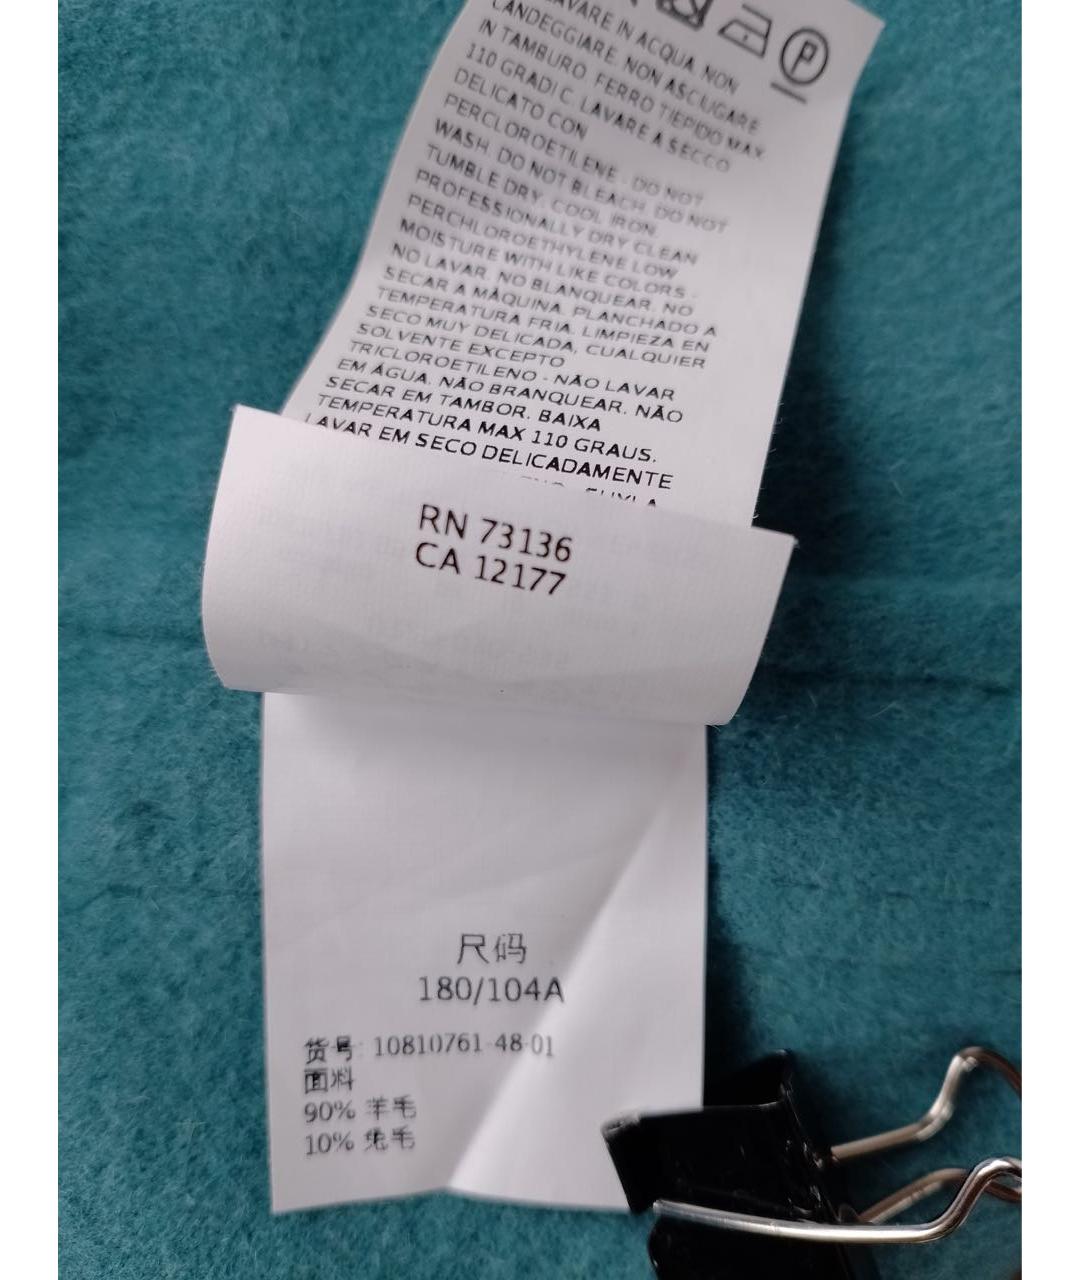 P
LAVARE IN ACQUA. NON
CANDEGGIARE. NON ASCIUGARE
IN TAMBURO. FERRO TIEPIDO MAX
110 GRADI C. LAVARE A SECCO
DELICATO CON
PERCLOROETILENE - DO NOT
WASH. DO NOT BLEACH. DO NOT
TUMBLE DRY. COOL IRON.
PROFESSIONALLY DRY CLEAN
PERCHLOROETHYLENE LOW
MOISTURE WITH LIKE COLORS -
NO LAVAR. NO BLANQUEAR. NO
SECAR A MÁQUINA. PLANCHADO A
TEMPERATURA FRIA. LIMPIEZA EN
SECO MUY DELICADA, CUALQUIER
SOLVENTE EXCEPTO
TRICLOROETILENO - NÃO LAVAR
EM ÁGUA. NÃO BRANQUEAR. NÃO
SECAR EM TAMBOR. BAIXA
TEMPERATURA MAX 110 GRAUS.
LAVAR EM SECO DELICADAMENTE
RN 73136
CA 12177
尺码
180/104A
货号: 10810761-48-01
面料
90% 羊毛
10% 兔毛